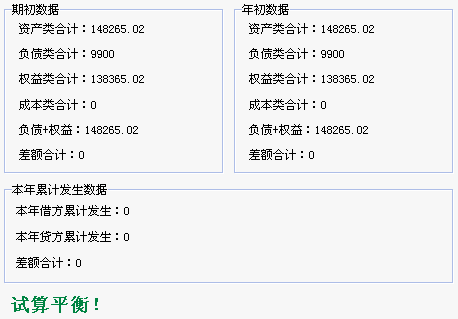 期初数据
资产类合计：148265.02
负债类合计：9900
权益类合计：138365.02
成本类合计：0
负债+权益：148265.02
差额合计：0
年初数据
资产类合计：148265.02
负债类合计：9900
权益类合计：138365.02
成本类合计：0
负债+权益：148265.02
差额合计：0
本年累计发生数据
本年借方累计发生：0
本年贷方累计发生：0
差额合计：0
试算平衡！